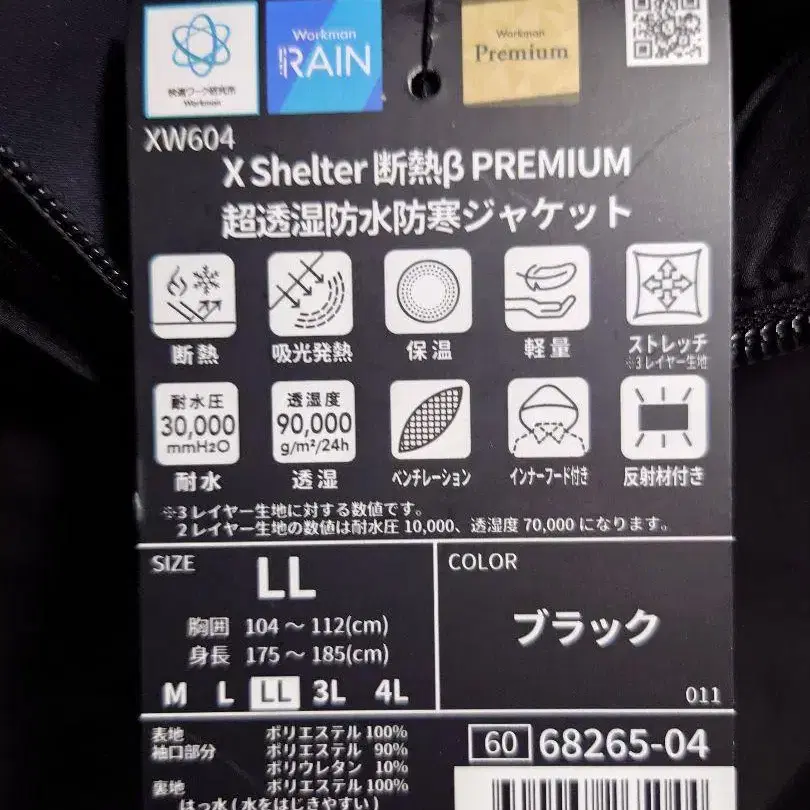 快適ワーク研究所
Workman
Workman
RAIN
Workman
Premium
XW604
X Shelter 断熱β PREMIUM
超透湿防水防寒ジャケット
断熱
吸光発熱
保温
軽量
ストレッチ
※3レイヤー生地
耐水圧
30,000
mmH2O
耐水
透湿度
90,000
g/m²/24h
透湿
ベンチレーション
インナーフード付き
反射材付き
※3レイヤー生地に対する数値です。
2レイヤー生地の数値は耐水圧 10,000、透湿度 70,000 になります。
SIZE
LL
胸囲 104 ～ 112(cm)
身長 175 ～ 185(cm)
M L LL 3L 4L
COLOR
ブラック
011
表地 ポリエステル 100%
袖口部分 ポリエステル 90%
ポリウレタン 10%
裏地 ポリエステル 100%
はっ水 ( 水をはじきやすい )
60 68265-04